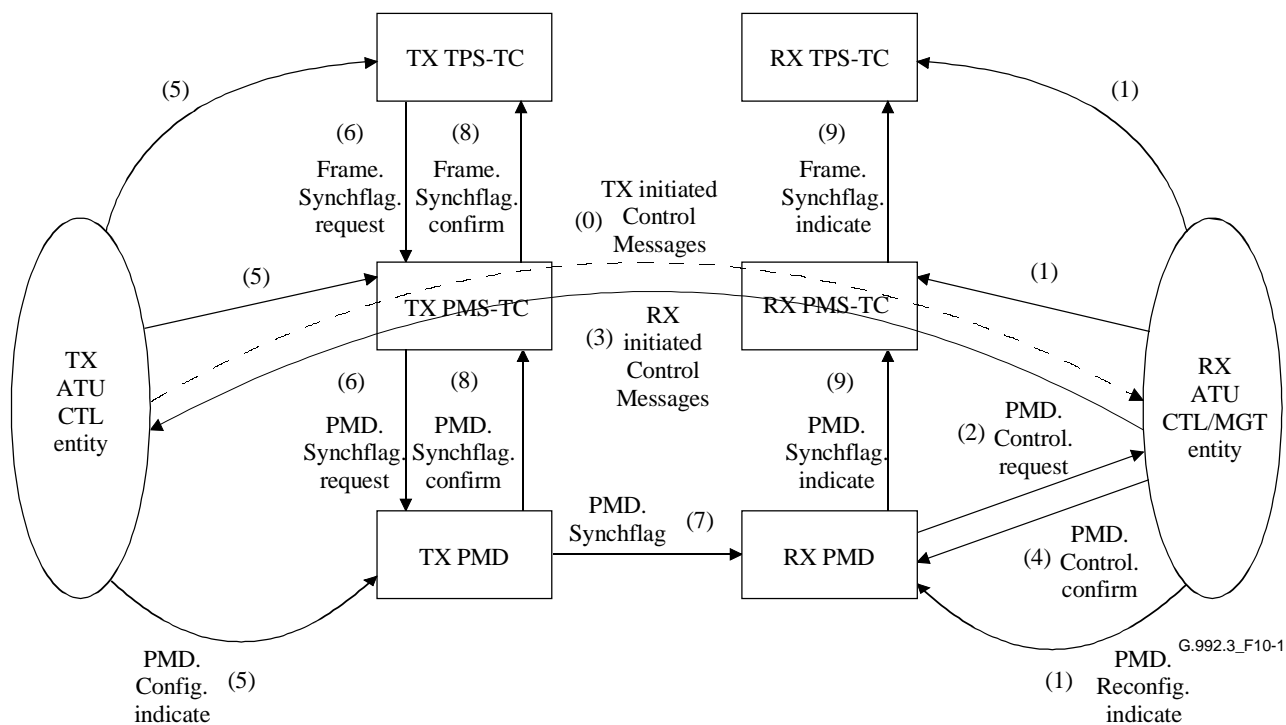 TX TPS-TC
RX TPS-TC
(5)
(1)
(6)
(8)
(9)
Frame.
Synchflag.
request
Frame.
Synchflag.
confirm
Frame.
Synchflag.
indicate
(0)
TX initiated
Control
Messages
(5)
(1)
TX PMS-TC
RX PMS-TC
(3)
RX
initiated
Control
Messages
TX
ATU
CTL
entity
RX
ATU
CTL/MGT
entity
(6)
(8)
(9)
PMD.
Synchflag.
request
PMD.
Synchflag.
confirm
PMD.
Synchflag.
indicate
(2)
PMD.
Control.
request
PMD.
Synchflag
(7)
TX PMD
RX PMD
(4)
PMD.
Control.
confirm
PMD.
Config.
indicate
(5)
(1)
PMD.
Reconfig.
indicate
G.992.3_F10-1